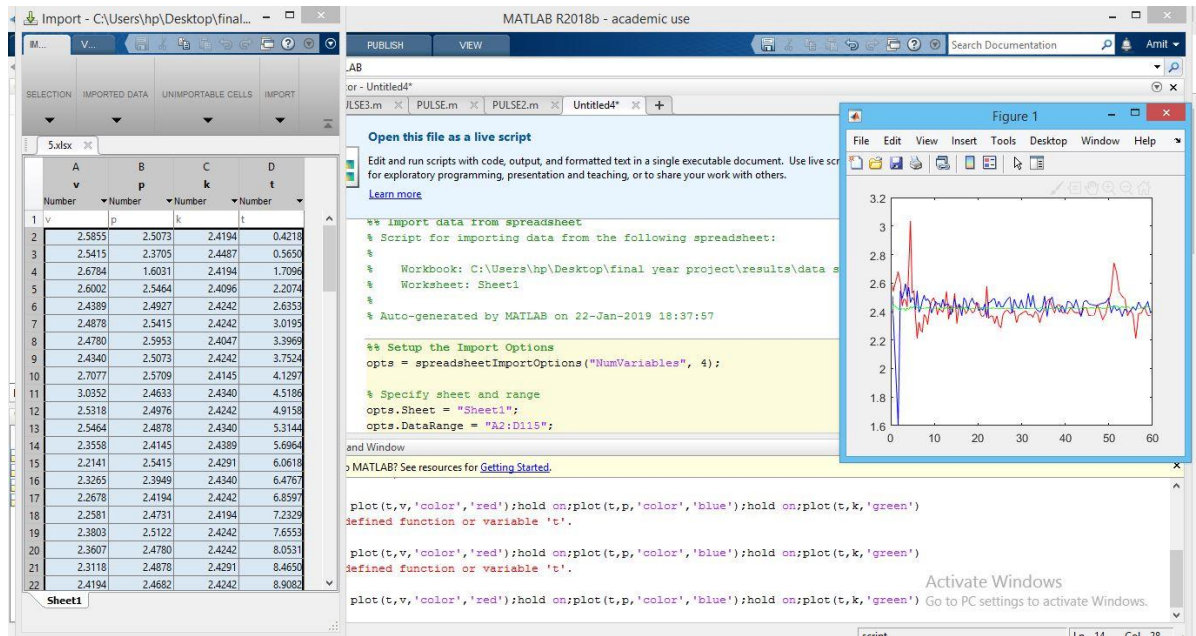 Import - C:\Users\hp\Desktop\final...
IM... V...
SELECTION IMPORTED DATA UNIMPORTABLE CELLS IMPORT
5.xlsx
A B C D
v p k t
Number Number Number Number
1 v p k t
2 2.5855 2.5073 2.4194 0.4218
3 2.5415 2.3705 2.4487 0.5650
4 2.6784 1.6031 2.4194 1.7096
5 2.6002 2.5464 2.4096 2.2074
6 2.4389 2.4927 2.4242 2.6353
7 2.4878 2.5415 2.4242 3.0195
8 2.4780 2.5953 2.4047 3.3969
9 2.4340 2.5073 2.4242 3.7524
10 2.7077 2.5709 2.4145 4.1297
11 3.0352 2.4633 2.4340 4.5186
12 2.5318 2.4976 2.4242 4.9158
13 2.5464 2.4878 2.4340 5.3144
14 2.3558 2.4145 2.4389 5.6964
15 2.2141 2.5415 2.4291 6.0618
16 2.3265 2.3949 2.4340 6.4767
17 2.2678 2.4194 2.4242 6.8597
18 2.2581 2.4731 2.4194 7.2329
19 2.3803 2.5122 2.4242 7.6553
20 2.3607 2.4780 2.4242 8.0531
21 2.3118 2.4878 2.4291 8.4650
22 2.4194 2.4682 2.4242 8.9082
Sheet1
MATLAB R2018b - academic use
PUBLISH VIEW
Search Documentation
Amit
LAB
tor - Untitled4*
ULSE3.m PULSE.m PULSE2.m Untitled4* +
Open this file as a live script
Edit and run scripts with code, output, and formatted text in a single executable document. Use live scr
for exploratory programming, presentation and teaching, or to share your work with others.
Learn more
%% Import data from spreadsheet
% Script for importing data from the following spreadsheet:
%
% Workbook: C:\Users\hp\Desktop\final year project\results\data s
% Worksheet: Sheet1
%
% Auto-generated by MATLAB on 22-Jan-2019 18:37:57
%% Setup the Import Options
opts = spreadsheetImportOptions("NumVariables", 4);
% Specify sheet and range
opts.Sheet = "Sheet1";
opts.DataRange = "A2:D115";
and Window
o MATLAB? See resources for Getting Started.
plot(t,v,'color','red');hold on;plot(t,p,'color','blue');hold on;plot(t,k,'green')
defined function or variable 't'.
plot(t,v,'color','red');hold on;plot(t,p,'color','blue');hold on;plot(t,k,'green')
defined function or variable 't'.
plot(t,v,'color','red');hold on;plot(t,p,'color','blue');hold on;plot(t,k,'green')
Figure 1
File Edit View Insert Tools Desktop Window Help
3.2
3
2.8
2.6
2.4
2.2
2
1.8
1.6
0 10 20 30 40 50 60
Activate Windows
Go to PC settings to activate Windows.
script Ln 14 Col 28